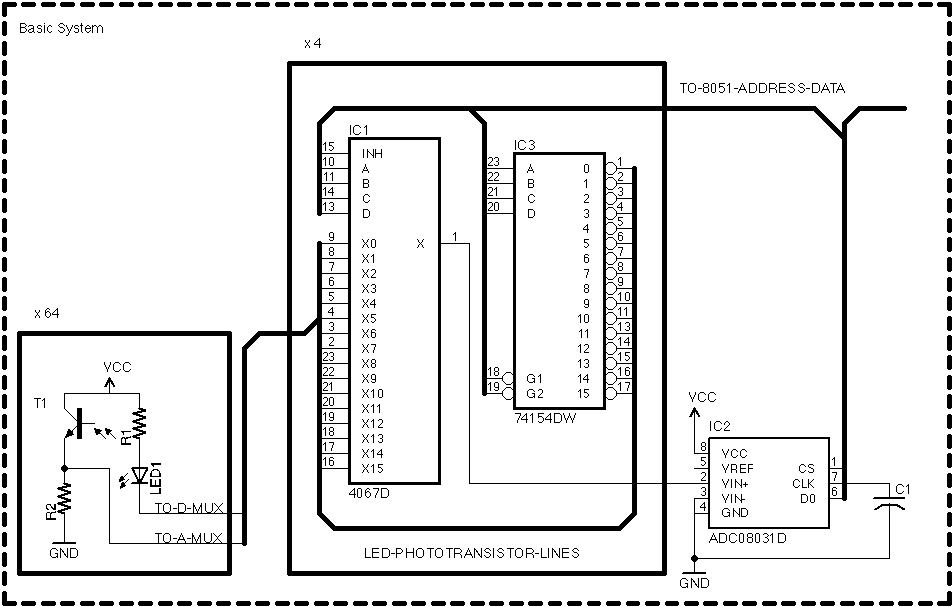 Basic System
x 4
TO-8051-ADDRESS-DATA
IC1
15 INH
10 A
11 B
14 C
13 D
9 X0 X 1
8 X1
7 X2
6 X3
5 X4
4 X5
3 X6
2 X7
23 X8
22 X9
21 X10
20 X11
19 X12
18 X13
17 X14
16 X15
4067D
IC3
23 A 0 1
22 B 1 2
21 C 2 3
20 D 3 4
4 5
5 6
6 7
7 8
8 9
9 10
10 11
11 13
12 14
13 15
18 G1 14 16
19 G2 15 17
74154DW
x 64
VCC
T1
R1
LED1
R2
TO-D-MUX
TO-A-MUX
GND
LED-PHOTOTRANSISTOR-LINES
VCC
IC2
8 VCC
5 VREF CS 1
2 VIN+ CLK 7
3 VIN- D0 6
4 GND
ADC08031D
C1
GND